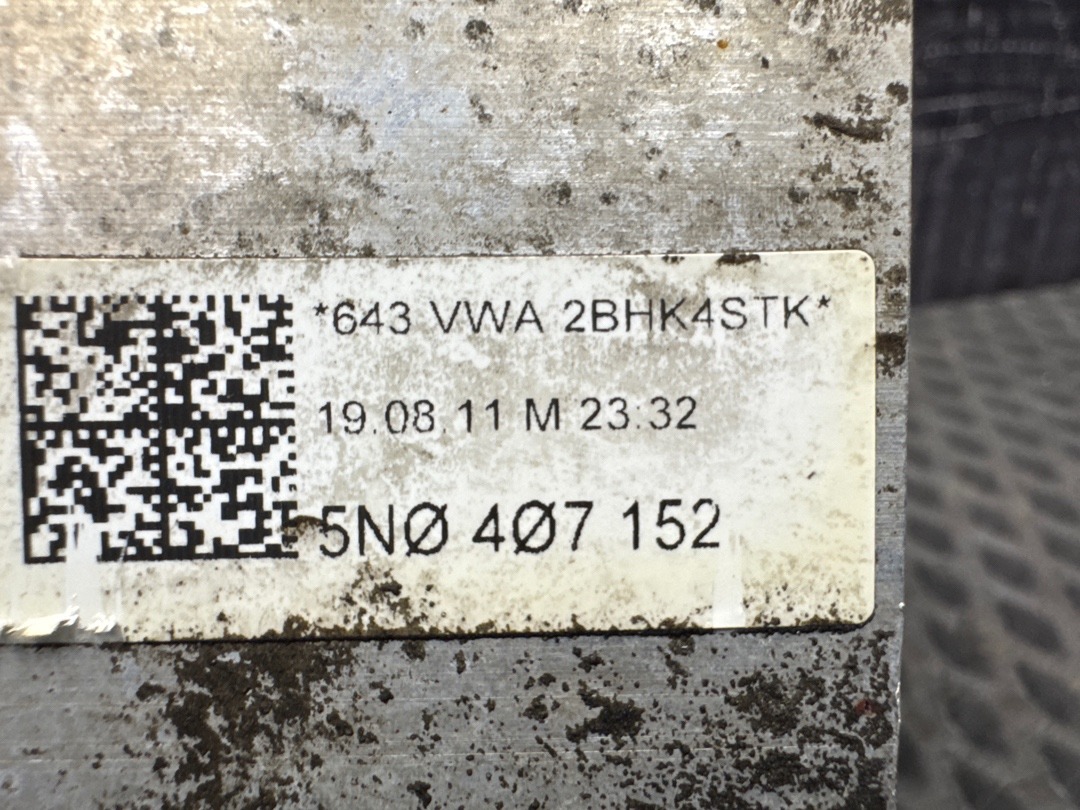 *643 VWA 2BHK4STK*
19.08.11 M 23:32
5NØ 4Ø7 152